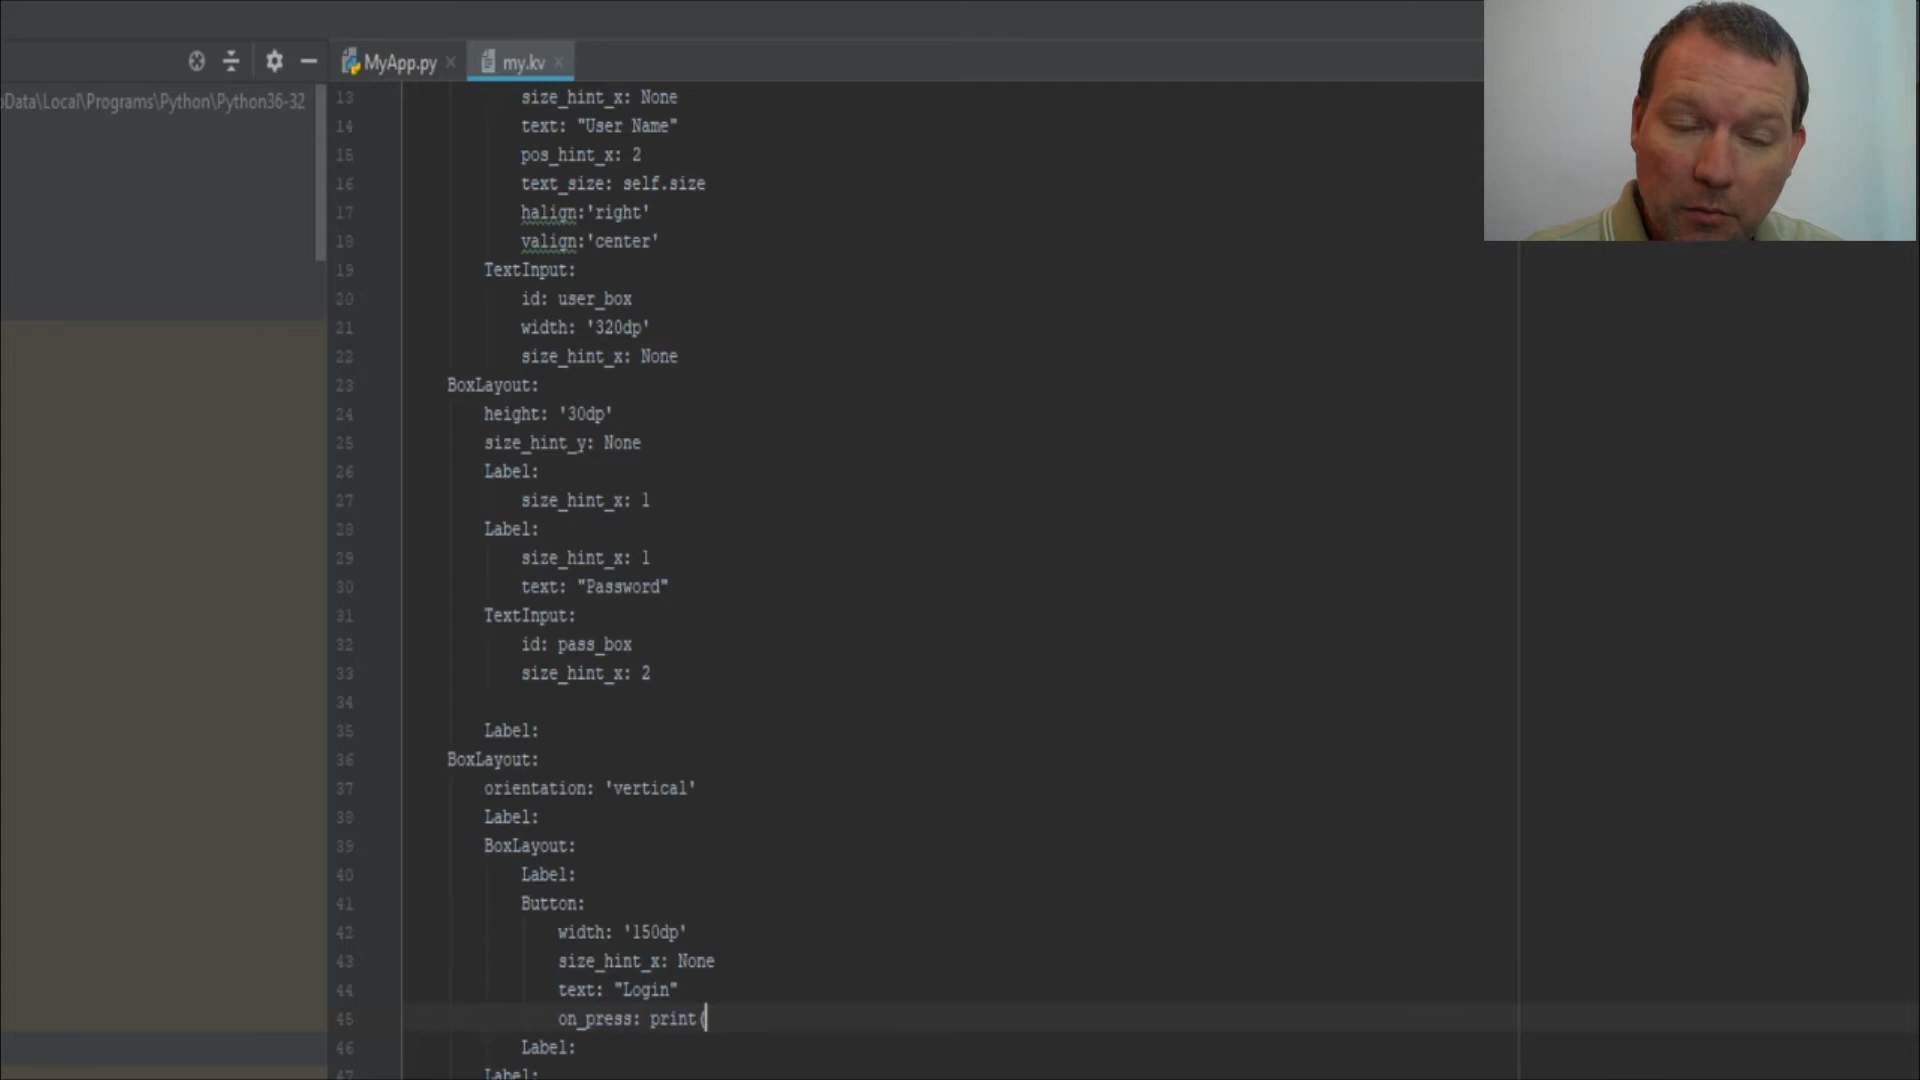 MyApp.py
my.kv
Data\Local\Programs\Python\Python36-32
13 size_hint_x: None
14 text: "User Name"
15 pos_hint_x: 2
16 text_size: self.size
17 halign:'right'
18 valign:'center'
19 TextInput:
20 id: user_box
21 width: '320dp'
22 size_hint_x: None
23 BoxLayout:
24 height: '30dp'
25 size_hint_y: None
26 Label:
27 size_hint_x: 1
28 Label:
29 size_hint_x: 1
30 text: "Password"
31 TextInput:
32 id: pass_box
33 size_hint_x: 2
34
35 Label:
36 BoxLayout:
37 orientation: 'vertical'
38 Label:
39 BoxLayout:
40 Label:
41 Button:
42 width: '150dp'
43 size_hint_x: None
44 text: "Login"
45 on_press: print(
46 Label:
47 Label: